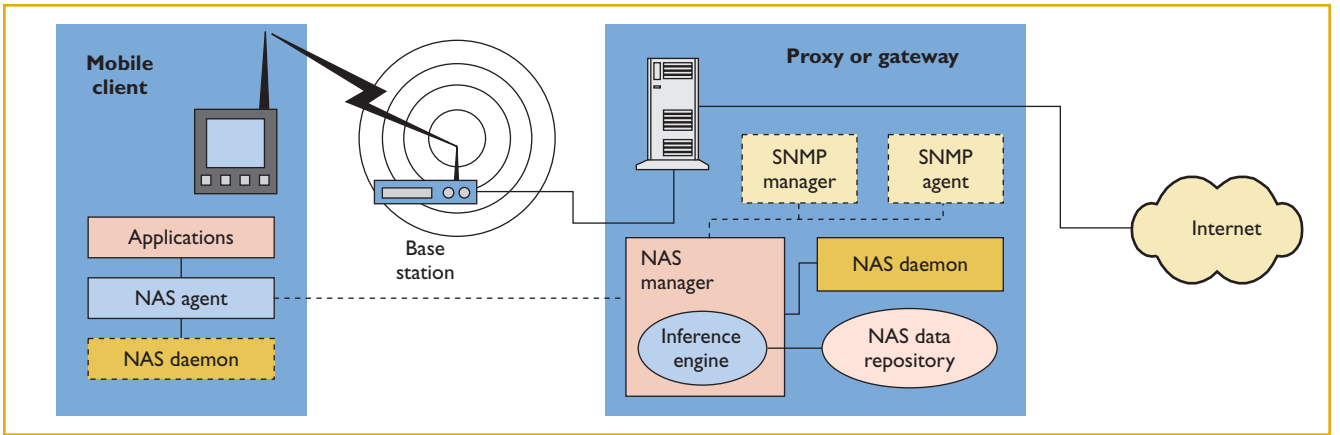 Mobile
client
Applications
NAS agent
NAS daemon
Base
station
Proxy or gateway
SNMP
manager
SNMP
agent
NAS
manager
Inference
engine
NAS daemon
NAS data
repository
Internet